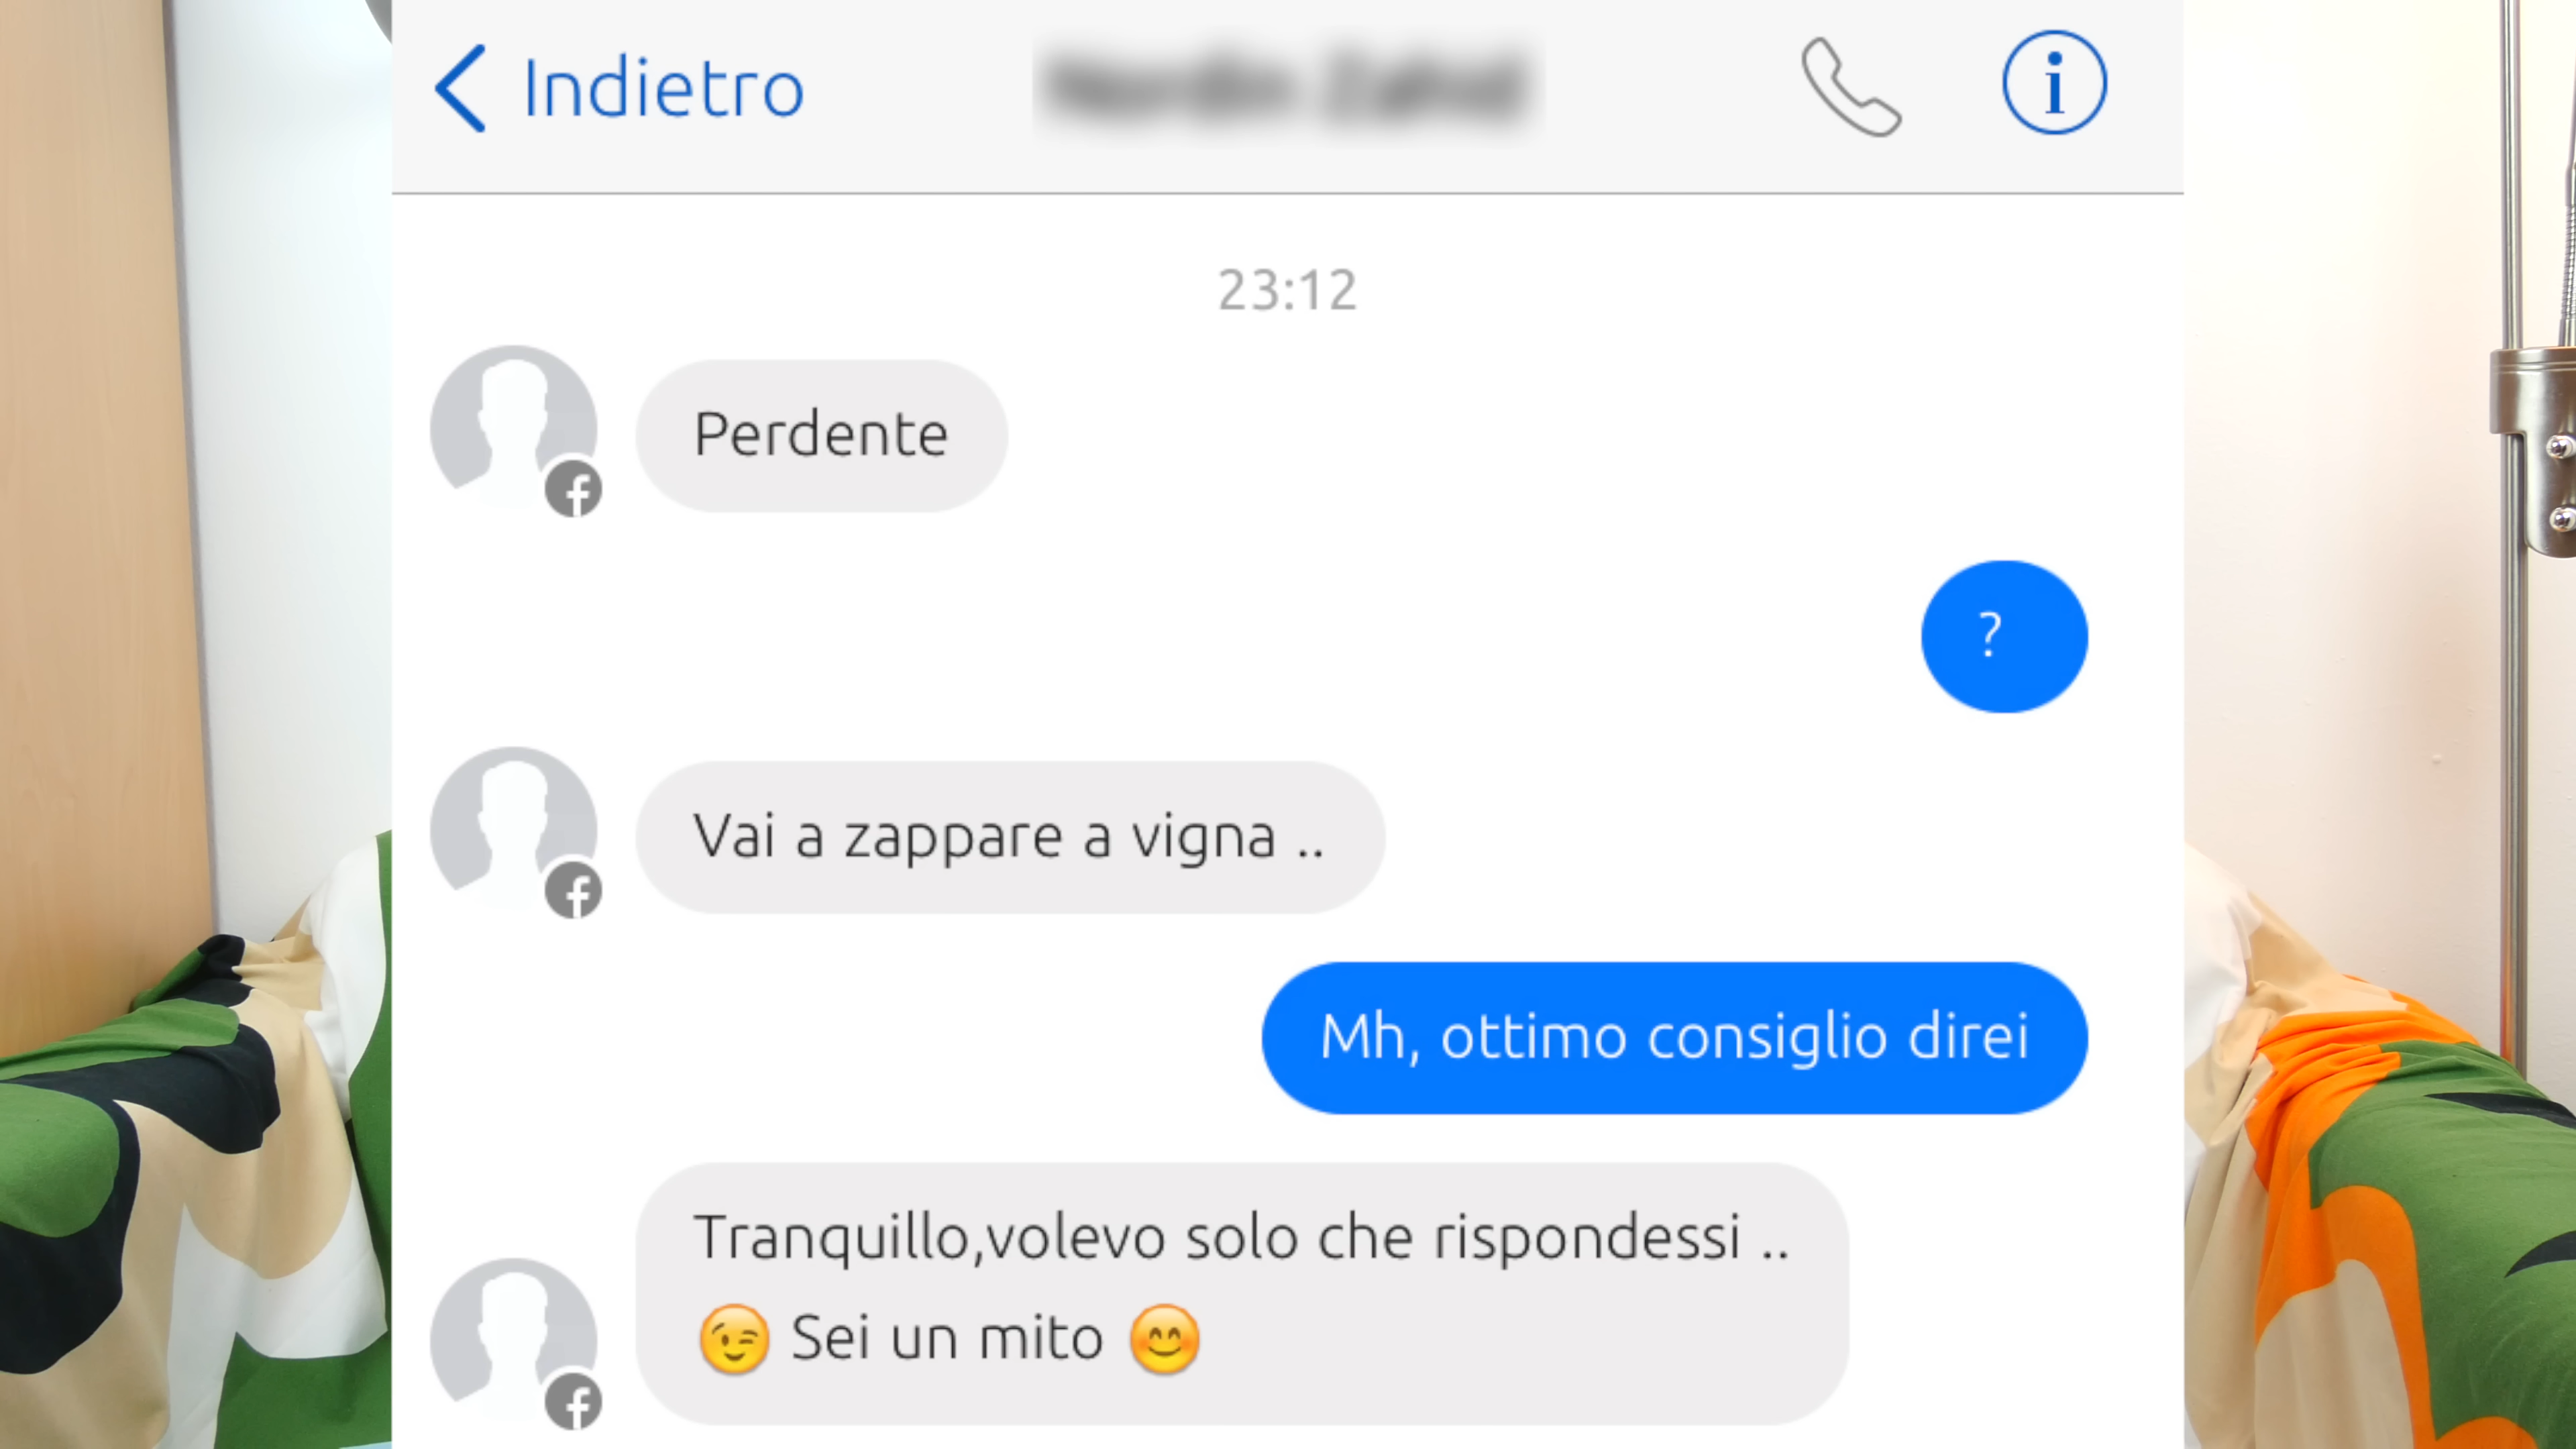 Indietro
23:12
Perdente
?
Vai a zappare a vigna ..
Mh, ottimo consiglio direi
Tranquillo,volevo solo che rispondessi ..
😉 Sei un mito 😊